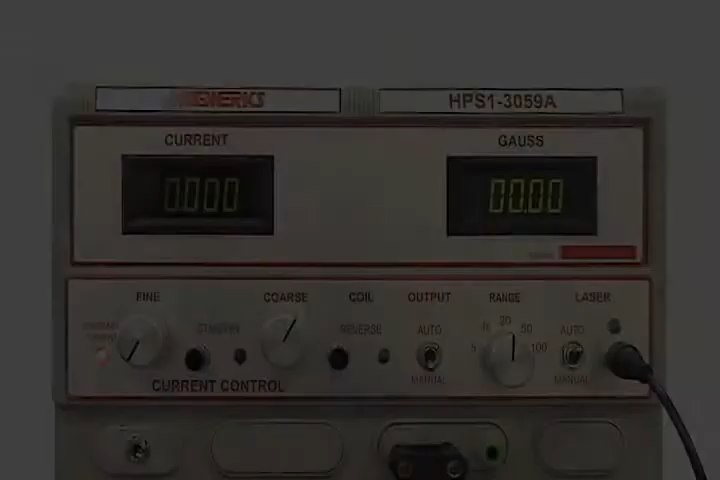 HPS1-3059A
CURRENT
GAUSS
0.000
00.00
FINE
COARSE
COIL
OUTPUT
RANGE
LASER
STANDBY
REVERSE
AUTO
MANUAL
5
20
50
100
AUTO
MANUAL
CURRENT CONTROL